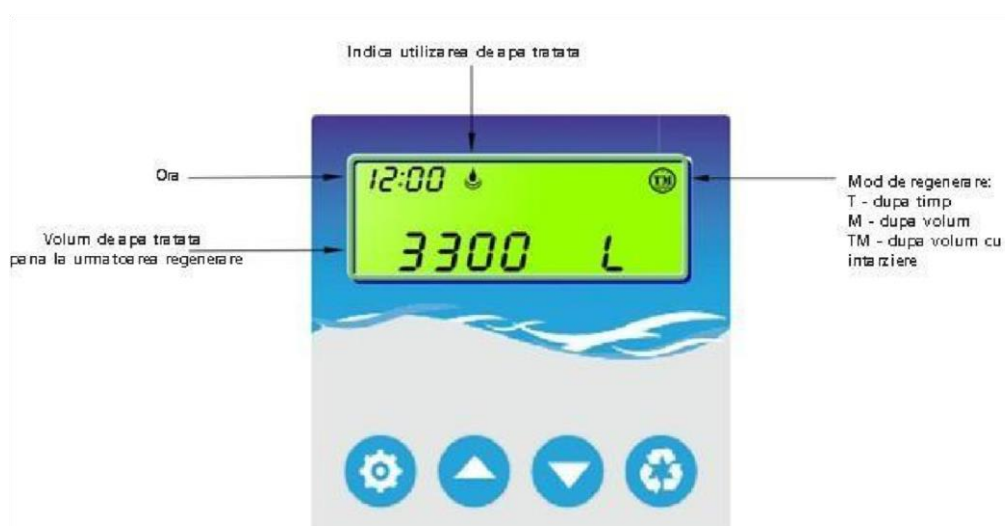 Indica utilizarea de apa tratata
Ora
12:00
TM
Mod de regenerare:
T - dupa timp
M - dupa volum
TM - dupa volum cu
intarziere
Volum de apa tratata
pana la urmatoarea regenerare
3300 L